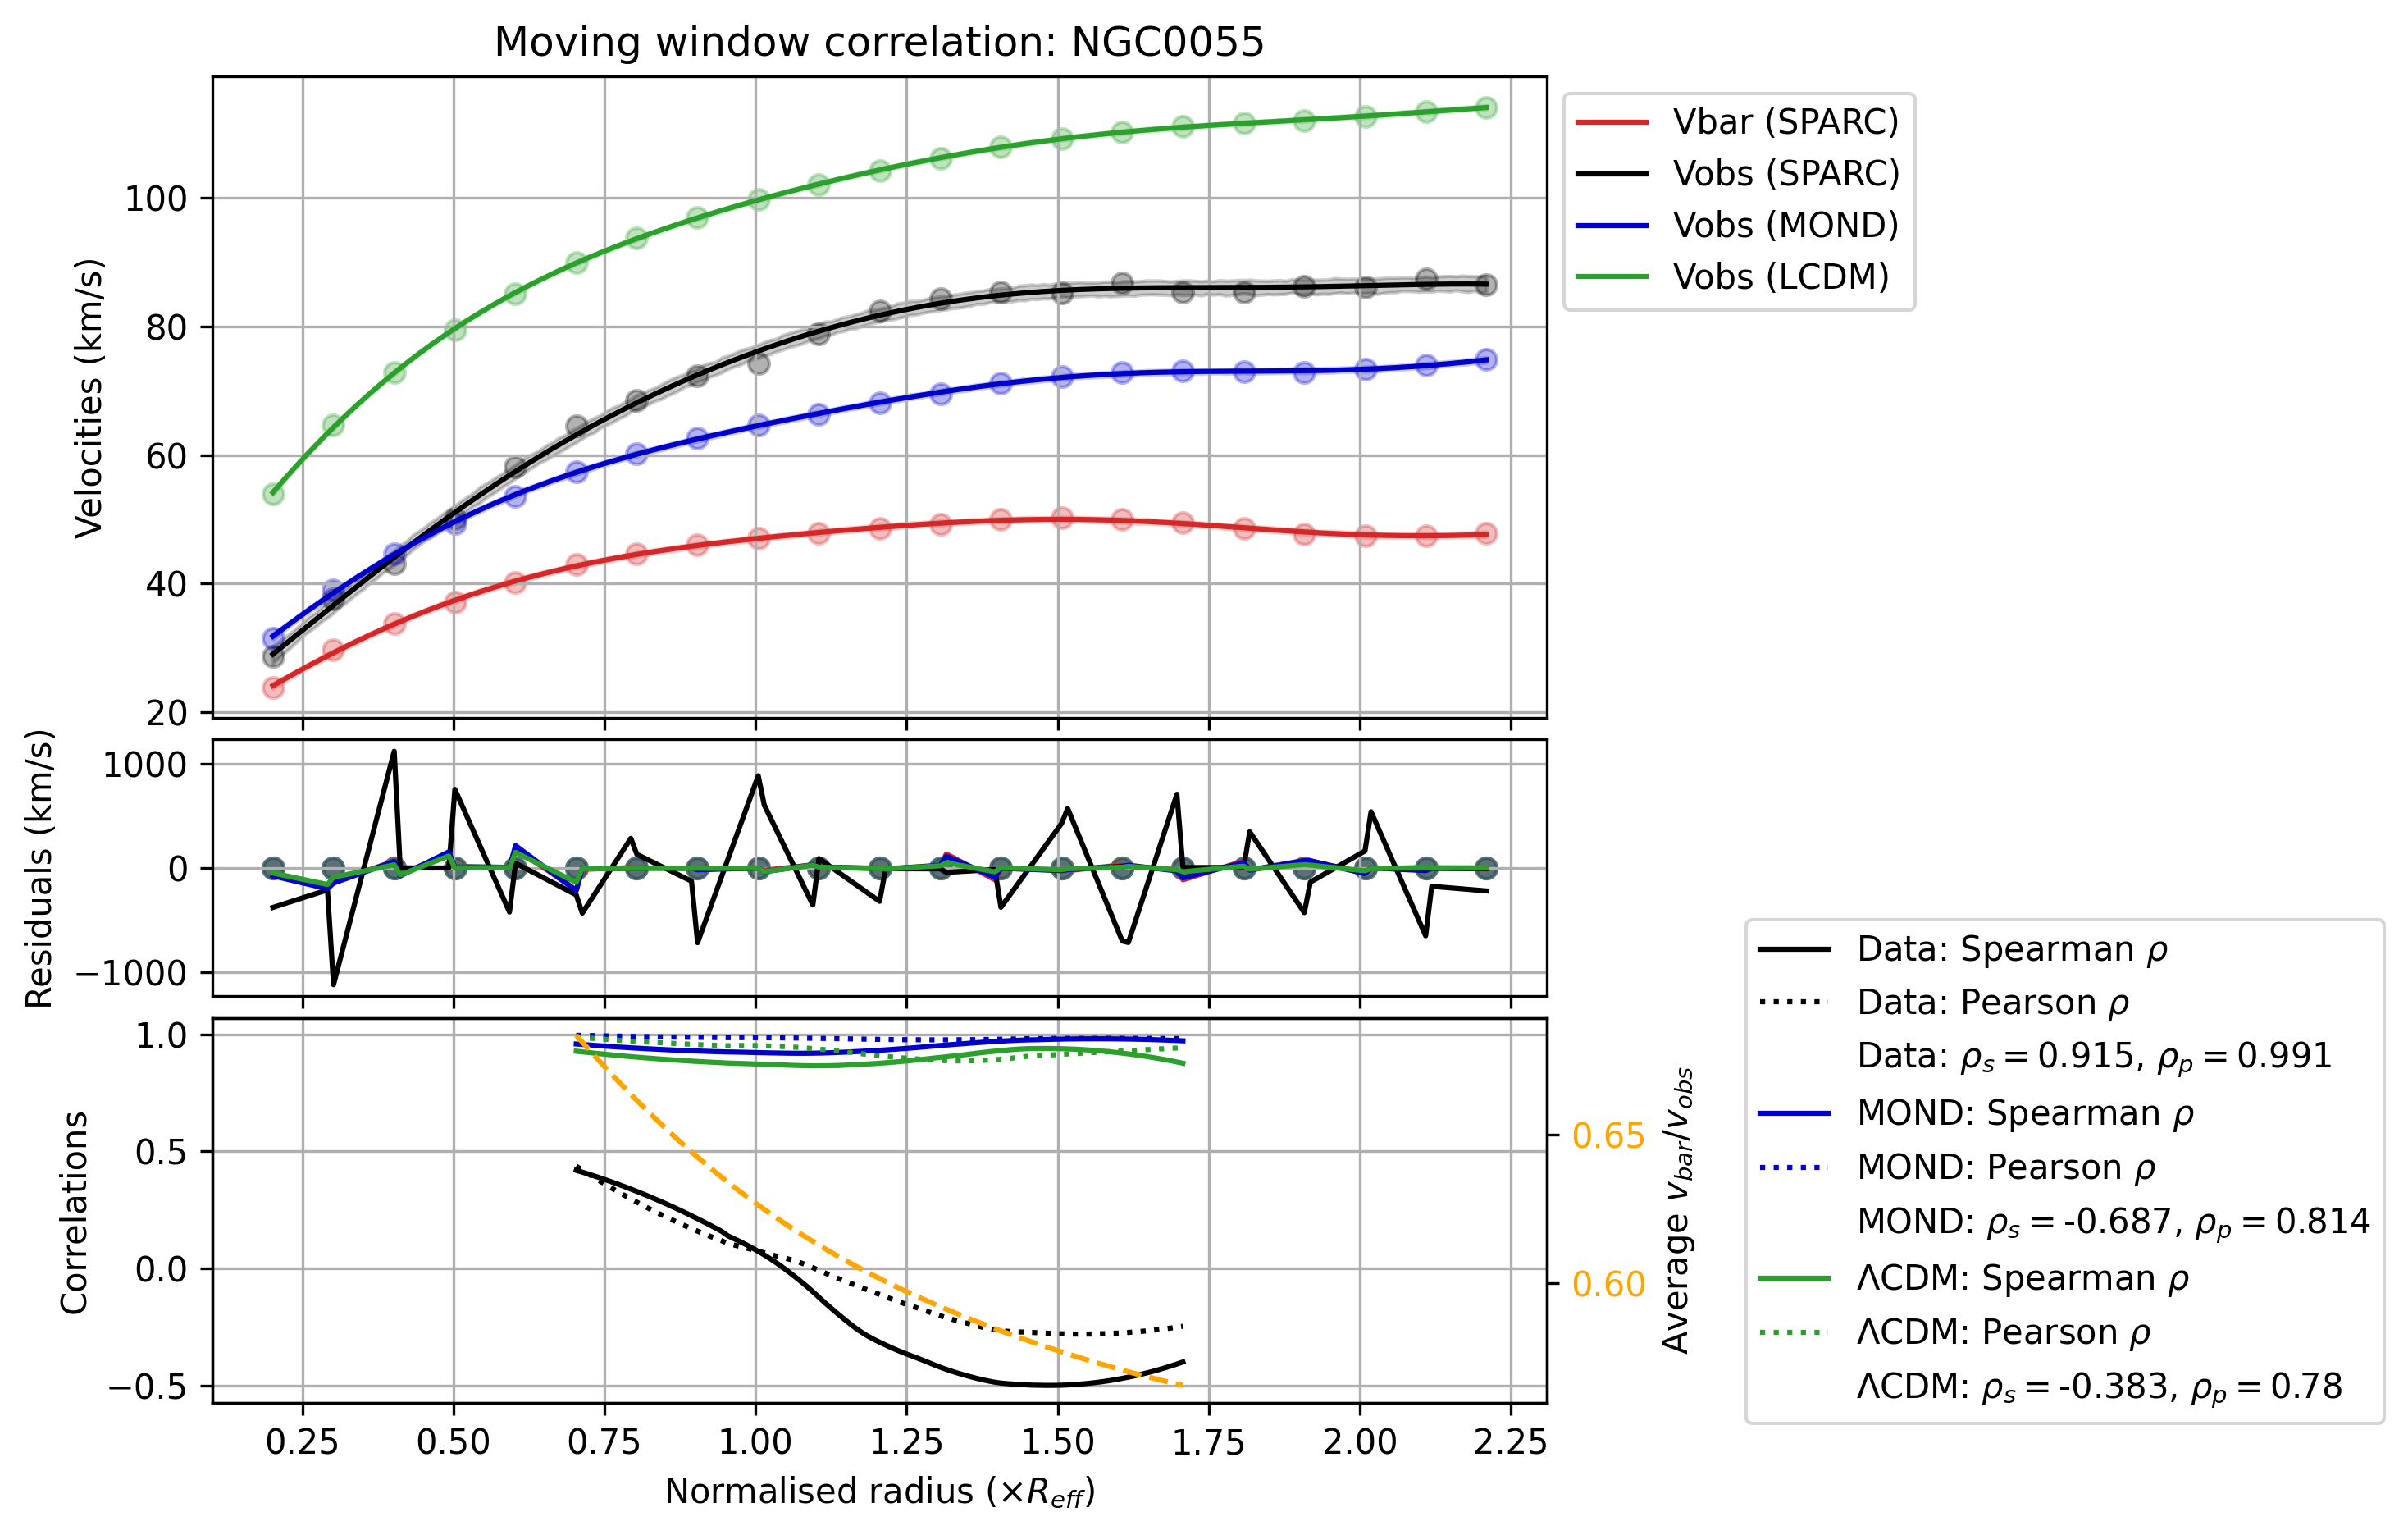 Moving window correlation: NGC0055
Velocities (km/s)
100
80
60
40
20
Vbar (SPARC)
Vobs (SPARC)
Vobs (MOND)
Vobs (LCDM)
Residuals (km/s)
1000
0
−1000
Correlations
1.0
0.5
0.0
−0.5
0.65
0.60
Average v_bar/v_obs
0.25 0.50 0.75 1.00 1.25 1.50 1.75 2.00 2.25
Normalised radius (×R_eff)
Data: Spearman ρ
Data: Pearson ρ
Data: ρ_s = 0.915, ρ_p = 0.991
MOND: Spearman ρ
MOND: Pearson ρ
MOND: ρ_s = -0.687, ρ_p = 0.814
ΛCDM: Spearman ρ
ΛCDM: Pearson ρ
ΛCDM: ρ_s = -0.383, ρ_p = 0.78